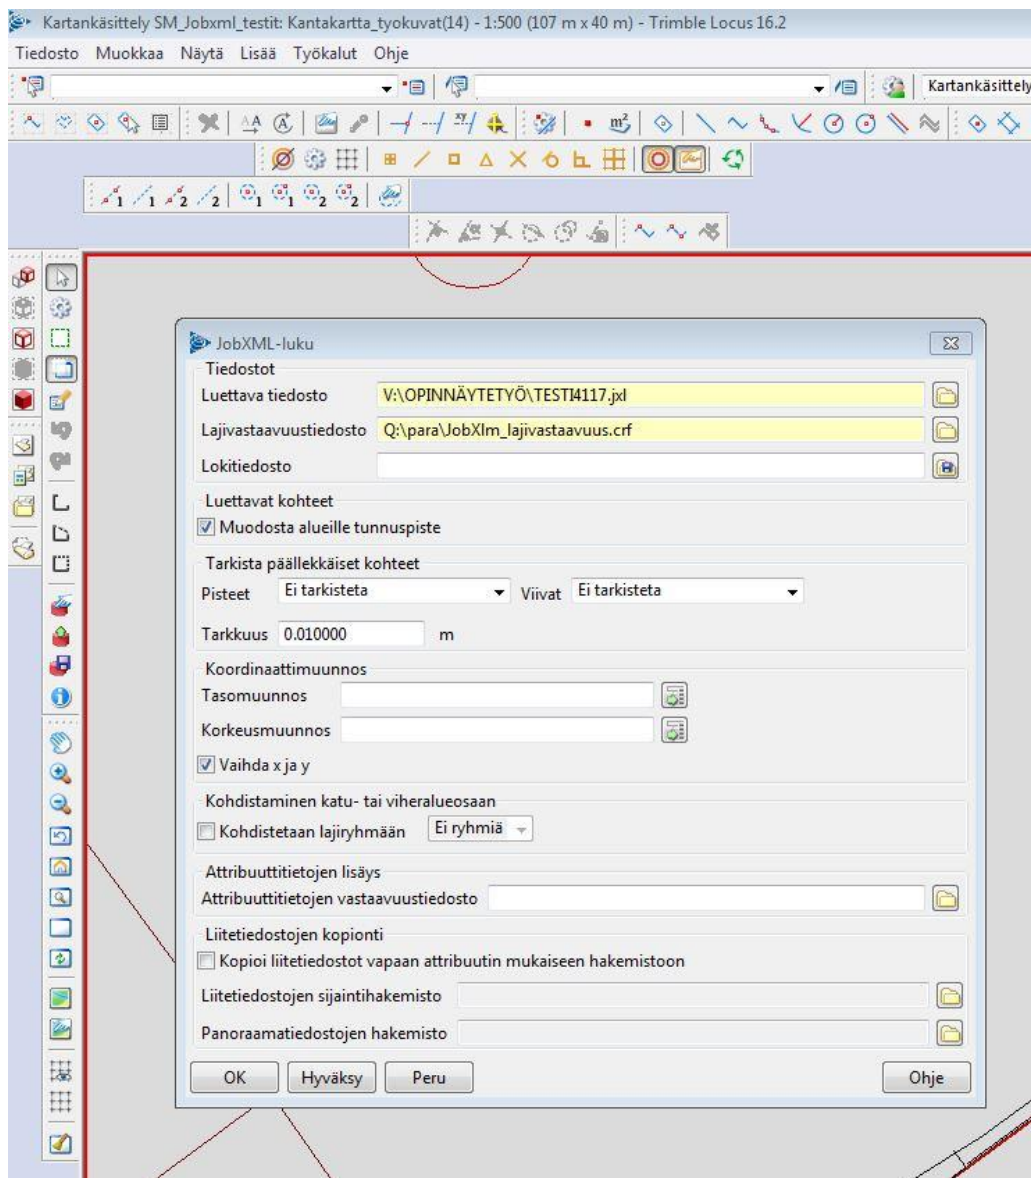 Kartankäsittely SM_Jobxml_testit: Kantakartta_tyokuvat(14) - 1:500 (107 m x 40 m) - Trimble Locus 16.2
Tiedosto Muokkaa Näytä Lisää Työkalut Ohje
Kartankäsittely
JobXML-luku
Tiedostot
Luettava tiedosto V:\OPINNÄYTETYÖ\TESTI4117.jxl
Lajivastaavuustiedosto Q:\para\JobXlm_lajivastaavuus.crf
Lokitiedosto
Luettavat kohteet
Muodosta alueille tunnuspiste
Tarkista päällekkäiset kohteet
Pisteet Ei tarkisteta Viivat Ei tarkisteta
Tarkkuus 0.010000 m
Koordinaattimuunnos
Tasomuunnos
Korkeusmuunnos
Vaihda x ja y
Kohdistaminen katu- tai viheralueosaan
Kohdistetaan lajiryhmään Ei ryhmiä
Attribuuttitietojen lisäys
Attribuuttitietojen vastaavuustiedosto
Liitetiedostojen kopionti
Kopioi liitetiedostot vapaan attribuutin mukaiseen hakemistoon
Liitetiedostojen sijaintihakemisto
Panoraamatiedostojen hakemisto
OK Hyväksy Peru Ohje